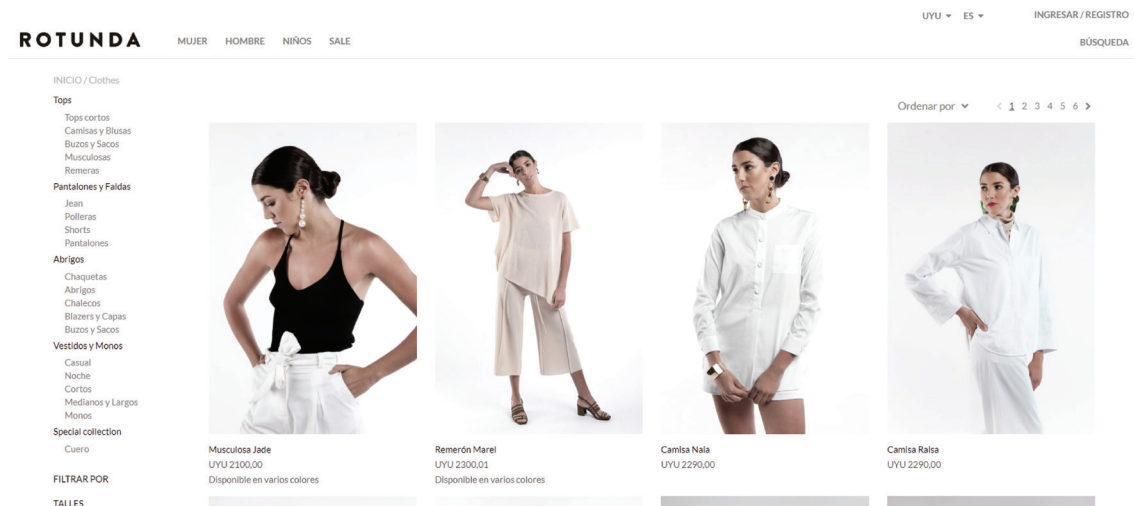 UYU ES INGRESAR / REGISTRO
ROTUNDA MUJER HOMBRE NIÑOS SALE BÚSQUEDA
INICIO / Clothes
Tops
Tops cortos
Camisas y Blusas
Buzos y Sacos
Musculosas
Remeras
Pantalones y Faldas
Jean
Polleras
Shorts
Pantalones
Abrigos
Chaquetas
Abrigos
Chalecos
Blazers y Capas
Buzos y Sacos
Vestidos y Monos
Casual
Noche
Cortos
Medianos y Largos
Monos
Special collection
Cuero
FILTRAR POR
TALLES
Ordenar por < 1 2 3 4 5 6 >
Musculosa Jade
UYU 2100,00
Disponible en varios colores
Remerón Marel
UYU 2300,01
Disponible en varios colores
Camisa Naia
UYU 2290,00
Camisa Raisa
UYU 2290,00